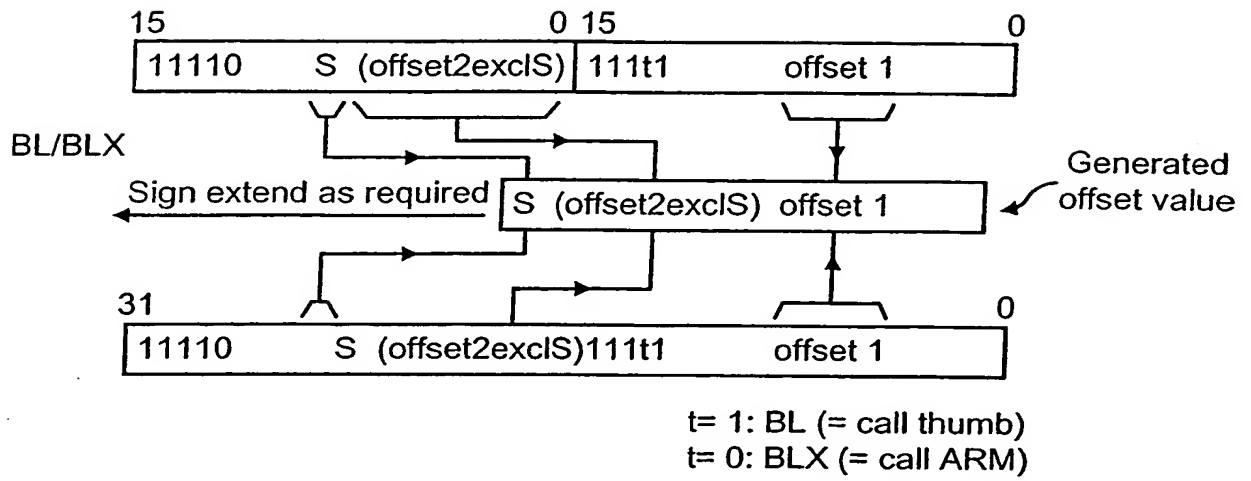 15 0 15 0
11110 S (offset2exclS) 111t1 offset 1
BL/BLX
Sign extend as required
S (offset2exclS) offset 1
Generated
offset value
31 0
11110 S (offset2exclS)111t1 offset 1
t= 1: BL (= call thumb)
t= 0: BLX (= call ARM)